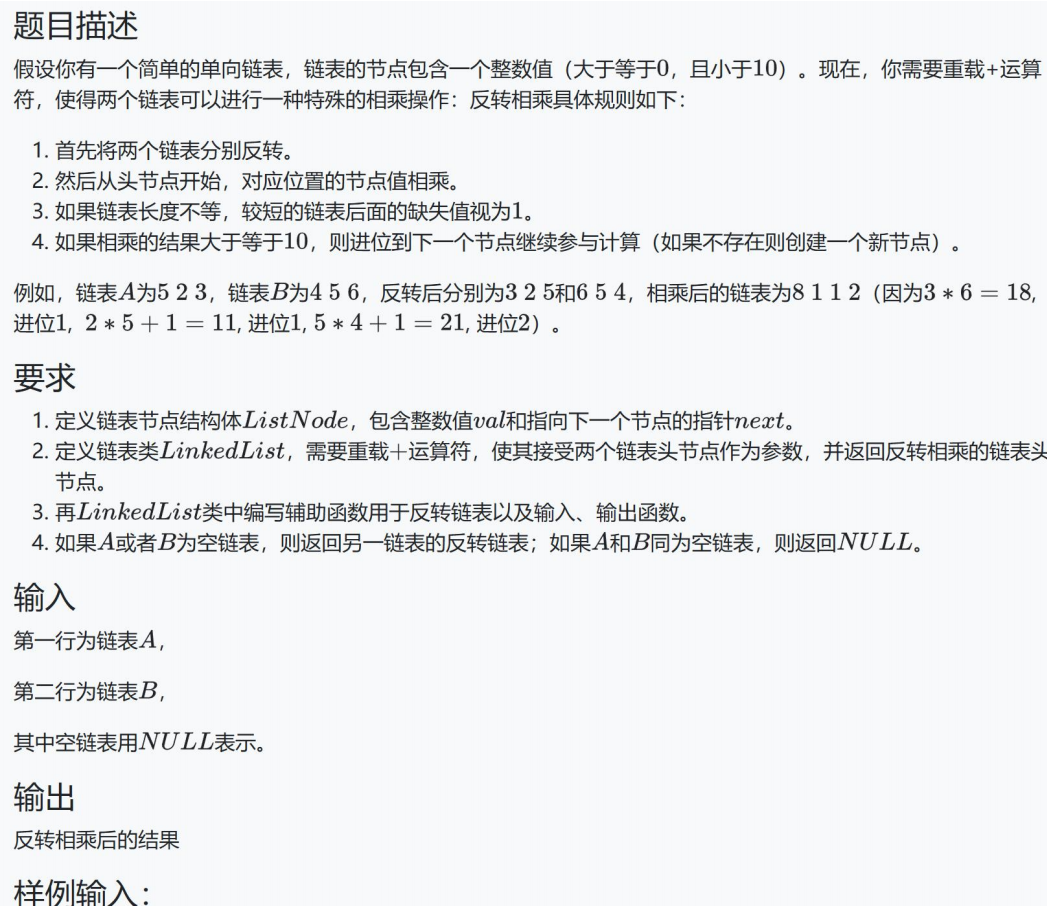 题目描述
假设你有一个简单的单向链表，链表的节点包含一个整数值（大于等于0，且小于10）。现在，你需要重载+运算
符，使得两个链表可以进行一种特殊的相乘操作：反转相乘具体规则如下：
1. 首先将两个链表分别反转。
2. 然后从头节点开始，对应位置的节点值相乘。
3. 如果链表长度不等，较短的链表后面的缺失值视为1。
4. 如果相乘的结果大于等于10，则进位到下一个节点继续参与计算（如果不存在则创建一个新节点）。
例如，链表A为5 2 3，链表B为4 5 6，反转后分别为3 2 5和6 5 4，相乘后的链表为8 1 1 2（因为3 * 6 = 18,
进位1, 2 * 5 + 1 = 11, 进位1, 5 * 4 + 1 = 21, 进位2）。
要求
1. 定义链表节点结构体ListNode，包含整数值val和指向下一个节点的指针next。
2. 定义链表类LinkedList，需要重载+运算符，使其接受两个链表头节点作为参数，并返回反转相乘的链表头
节点。
3. 再LinkedList类中编写辅助函数用于反转链表以及输入、输出函数。
4. 如果A或者B为空链表，则返回另一链表的反转链表；如果A和B同为空链表，则返回NULL。
输入
第一行为链表A，
第二行为链表B，
其中空链表用NULL表示。
输出
反转相乘后的结果
样例输入：